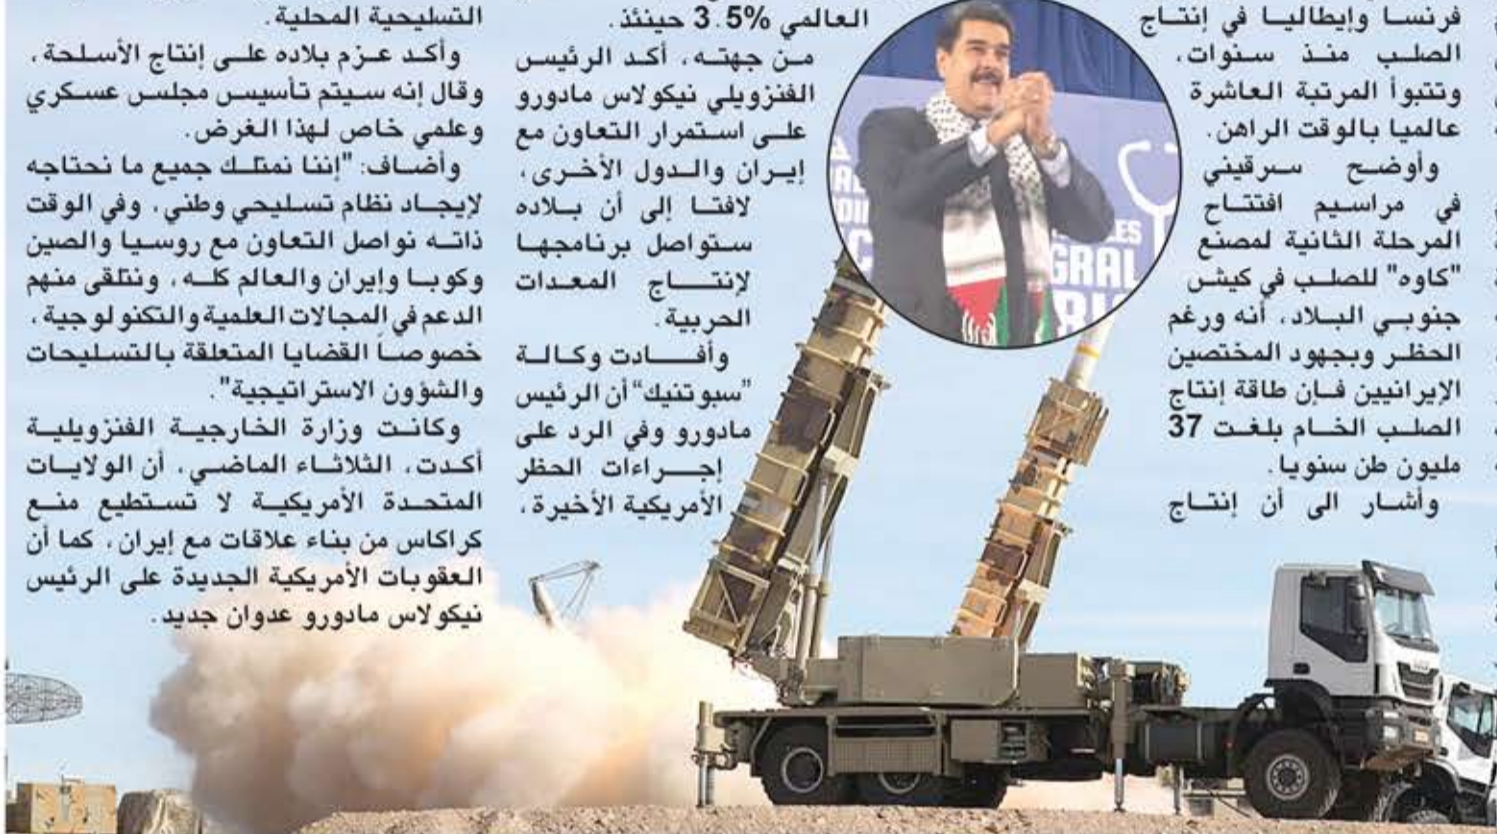 فرنسا وإيطاليا في إنتاج
الصلب منذ سنوات،
وتتبوأ المرتبة العاشرة
عالميا بالوقت الراهن.
وأوضح سرقيني
في مراسيم افتتاح
المرحلة الثانية لمصنع
"كاوه" للصلب في كيش
جنوبي البلاد، أنه ورغم
الحظر وبجهود المختصين
الإيرانيين فإن طاقة إنتاج
الصلب الخام بلغت 37
مليون طن سنويا.
وأشار الى أن إنتاج
العالمي 3.5% حينئذ.
من جهته، أكد الرئيس
الفنزويلي نيكولاس مادورو
على استمرار التعاون مع
إيران والدول الأخرى،
لافتا إلى أن بلاده
ستواصل برنامجها
لإنتاج المعدات
الحربية.
وأفادت وكالة
"سبوتنيك" أن الرئيس
مادورو وفي الرد على
إجراءات الحظر
الأمريكية الأخيرة،
التسليحية المحلية.
وأكد عزم بلاده على إنتاج الأسلحة،
وقال إنه سيتم تأسيس مجلس عسكري
وعلمي خاص لهذا الغرض.
وأضاف: "إننا نمتلك جميع ما نحتاجه
لإيجاد نظام تسليحي وطني، وفي الوقت
ذاته نواصل التعاون مع روسيا والصين
وكوبا وإيران والعالم كله، ونتلقى منهم
الدعم في المجالات العلمية والتكنولوجية،
خصوصاً القضايا المتعلقة بالتسليحات
والشؤون الاستراتيجية".
وكانت وزارة الخارجية الفنزويلية
أكدت، الثلاثاء الماضي، أن الولايات
المتحدة الأمريكية لا تستطيع منع
كراكاس من بناء علاقات مع إيران، كما أن
العقوبات الأمريكية الجديدة على الرئيس
نيكولاس مادورو عدوان جديد.
GRAL